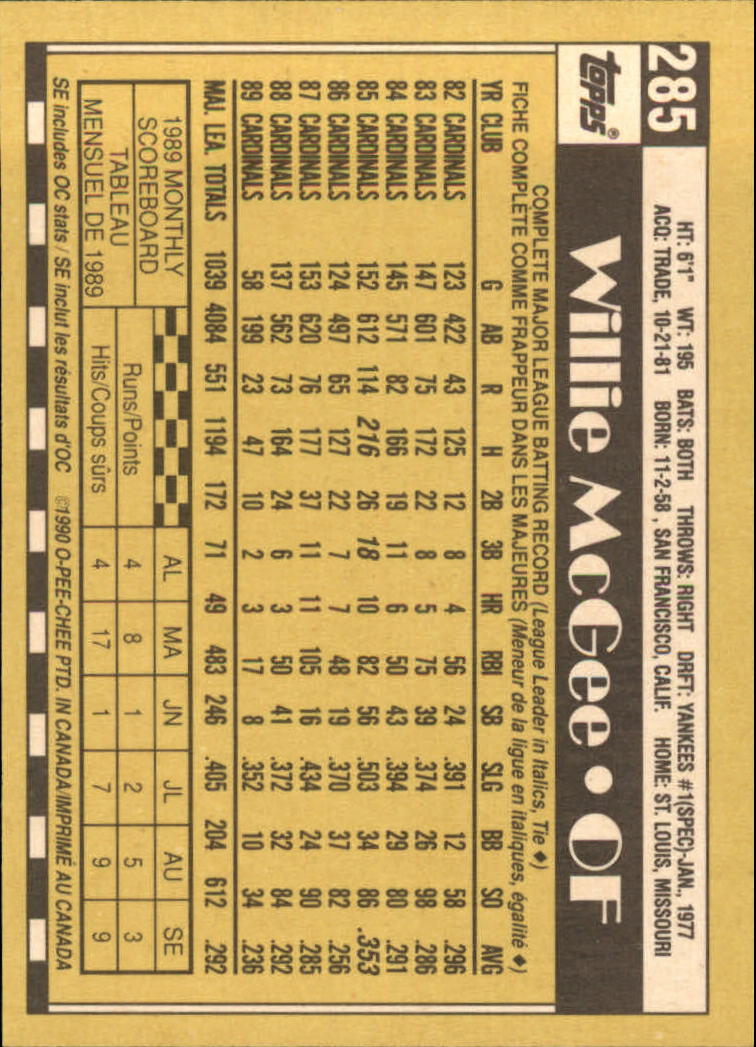 285
HT: 6'1" WT: 195 BATS: BOTH THROWS: RIGHT DRFT: YANKEES #1(SPEC)-JAN., 1977
ACQ: TRADE, 10-21-81 BORN: 11-2-58, SAN FRANCISCO, CALIF. HOME: ST. LOUIS, MISSOURI
TOPPS®
Willie McGee • OF
COMPLETE MAJOR LEAGUE BATTING RECORD (League Leader in Italics, Tie ♦)
FICHE COMPLÈTE COMME FRAPPEUR DANS LES MAJEURES (Meneur de la ligue en italiques, égalité ♦)
YR CLUB G AB R H 2B 3B HR RBI SB SLG BB SO AVG
82 CARDINALS 123 422 43 125 12 8 4 56 24 .391 12 58 .296
83 CARDINALS 147 601 75 172 22 8 5 75 39 .374 26 98 .286
84 CARDINALS 145 571 82 166 19 11 6 50 43 .394 29 80 .291
85 CARDINALS 152 612 114 216 26 18 10 82 56 .503 34 86 .353
86 CARDINALS 124 497 65 127 22 7 7 48 19 .370 37 82 .256
87 CARDINALS 153 620 76 177 37 11 11 105 16 .434 24 90 .285
88 CARDINALS 137 562 73 164 24 6 3 50 41 .372 32 84 .292
89 CARDINALS 58 199 23 47 10 2 3 17 8 .352 10 34 .236
MAJ. LEA. TOTALS 1039 4084 551 1194 172 71 49 483 246 .405 204 612 .292
1989 MONTHLY
SCOREBOARD
TABLEAU
MENSUEL DE 1989
AL MA JN JL AU SE
Runs/Points 4 8 1 2 5 3
Hits/Coups sûrs 4 17 1 7 9 9
SE includes OC stats / SE inclut les résultats d'OC ©1990 O-PEE-CHEE PTD. IN CANADA/IMPRIMÉ AU CANADA